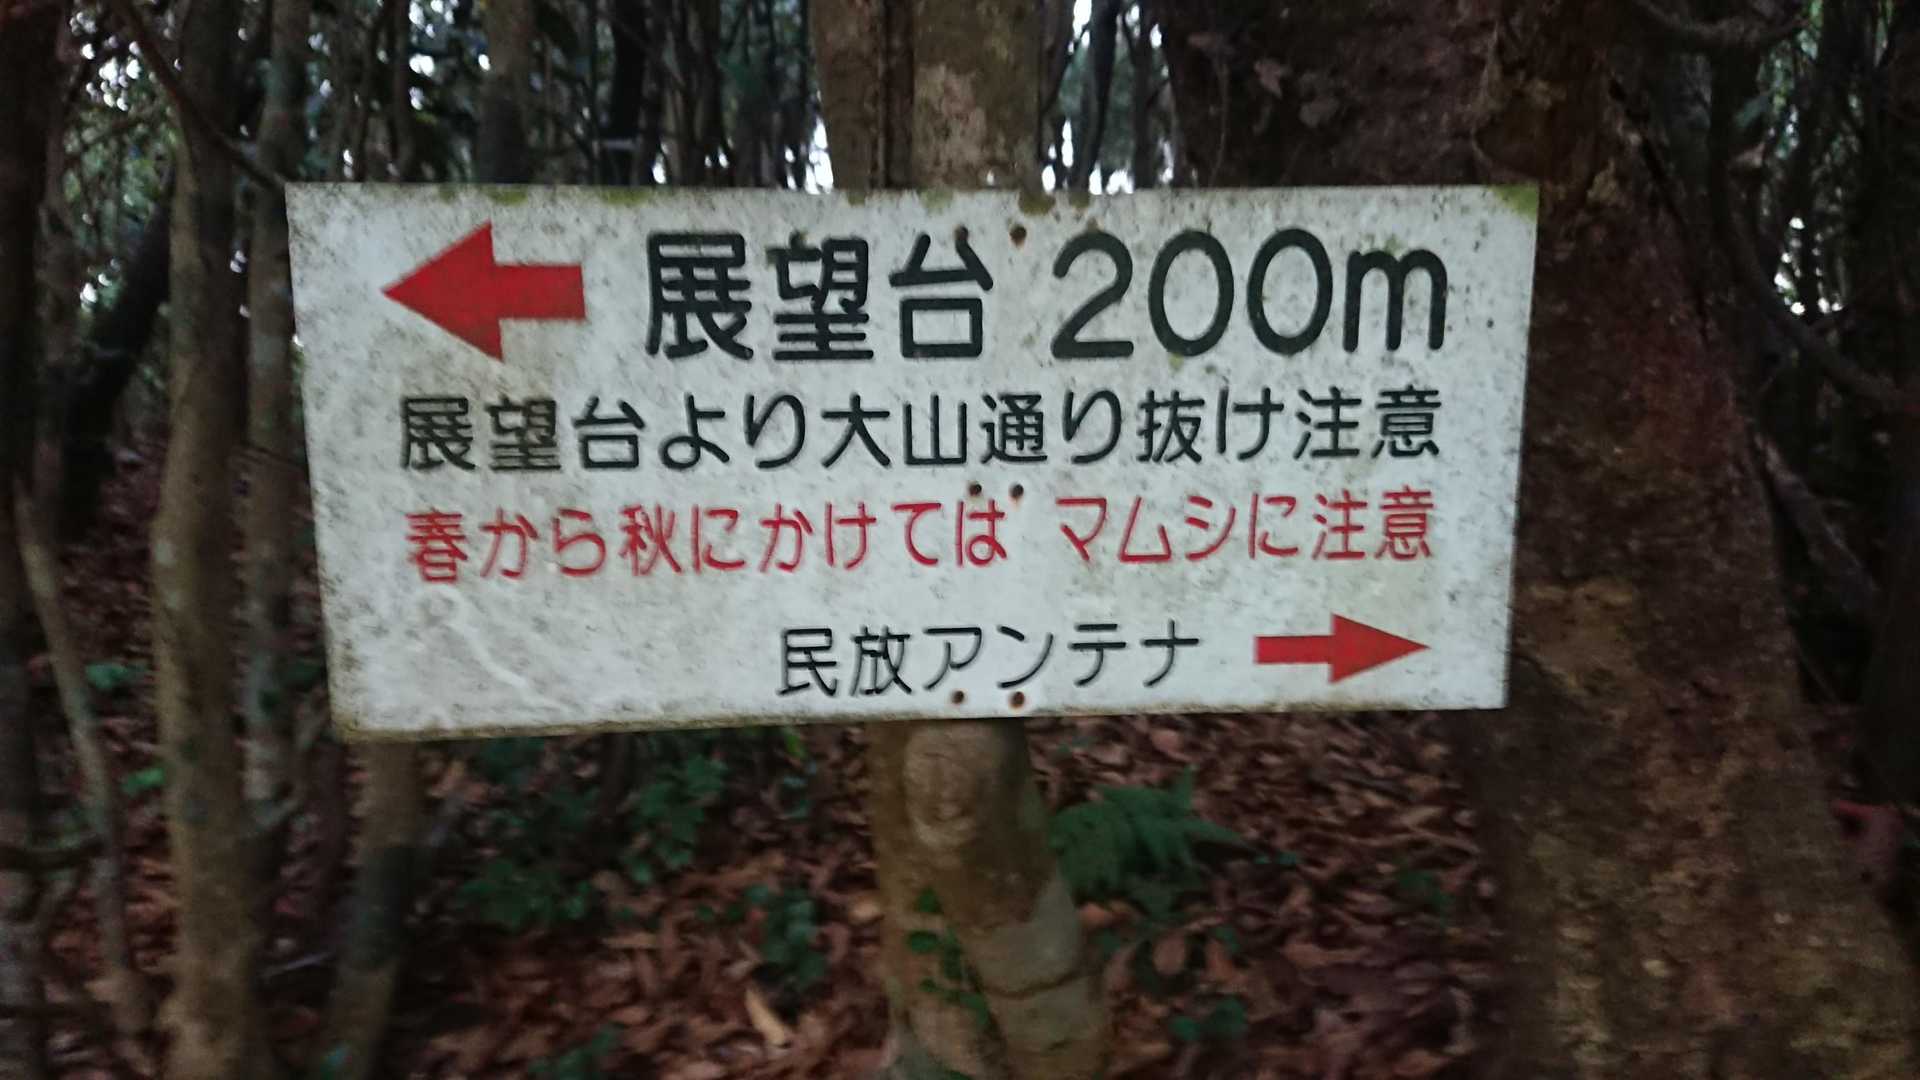 展望台 200m
展望台より大山通り抜け注意
春から秋にかけては マムシに注意
民放アンテナ